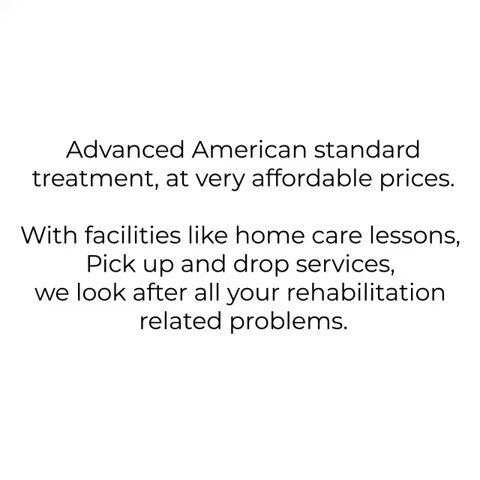 Advanced American standard
treatment, at very affordable prices.
With facilities like home care lessons,
Pick up and drop services,
we look after all your rehabilitation
related problems.